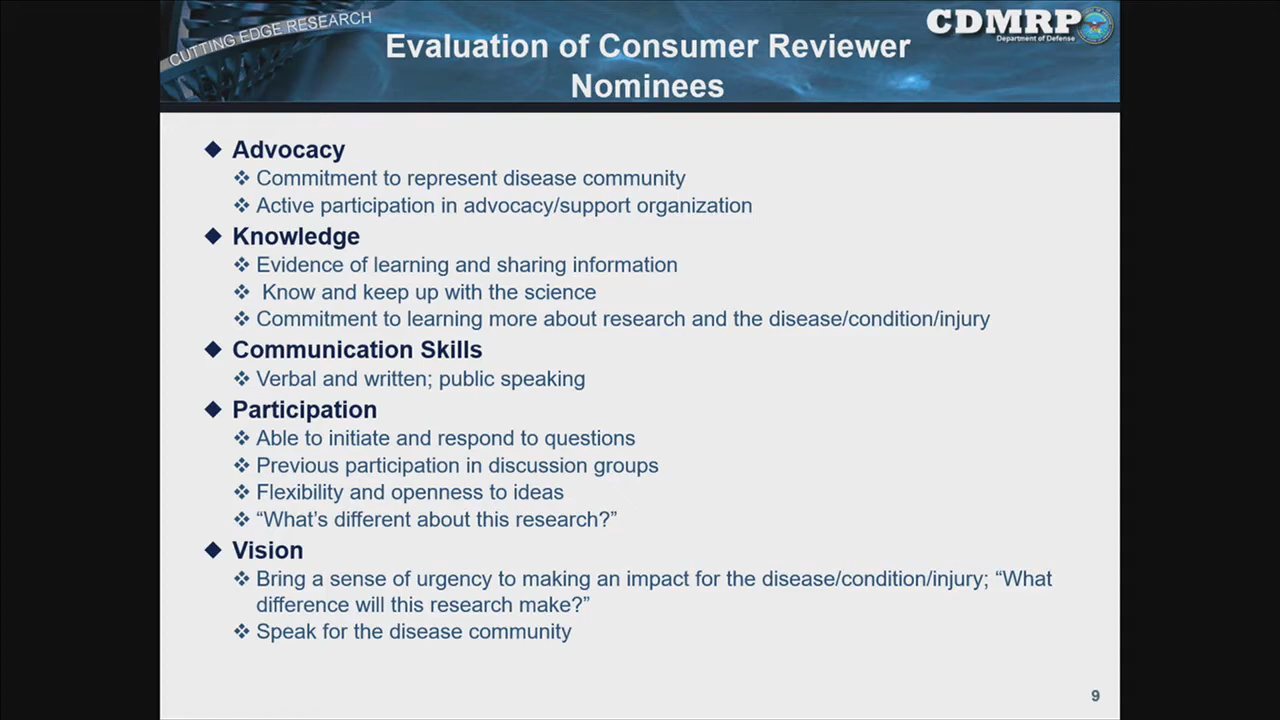 CUTTING EDGE RESEARCH
CDMRP
Department of Defense
Evaluation of Consumer Reviewer
Nominees
Advocacy
Commitment to represent disease community
Active participation in advocacy/support organization
Knowledge
Evidence of learning and sharing information
Know and keep up with the science
Commitment to learning more about research and the disease/condition/injury
Communication Skills
Verbal and written; public speaking
Participation
Able to initiate and respond to questions
Previous participation in discussion groups
Flexibility and openness to ideas
“What’s different about this research?”
Vision
Bring a sense of urgency to making an impact for the disease/condition/injury; “What
difference will this research make?”
Speak for the disease community
9